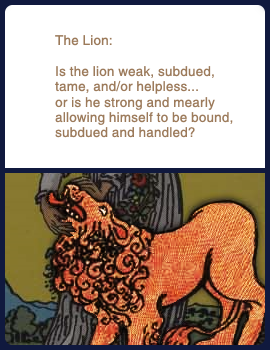 The Lion:
Is the lion weak, subdued,
tame, and/or helpless...
or is he strong and mearly
allowing himself to be bound,
subdued and handled?